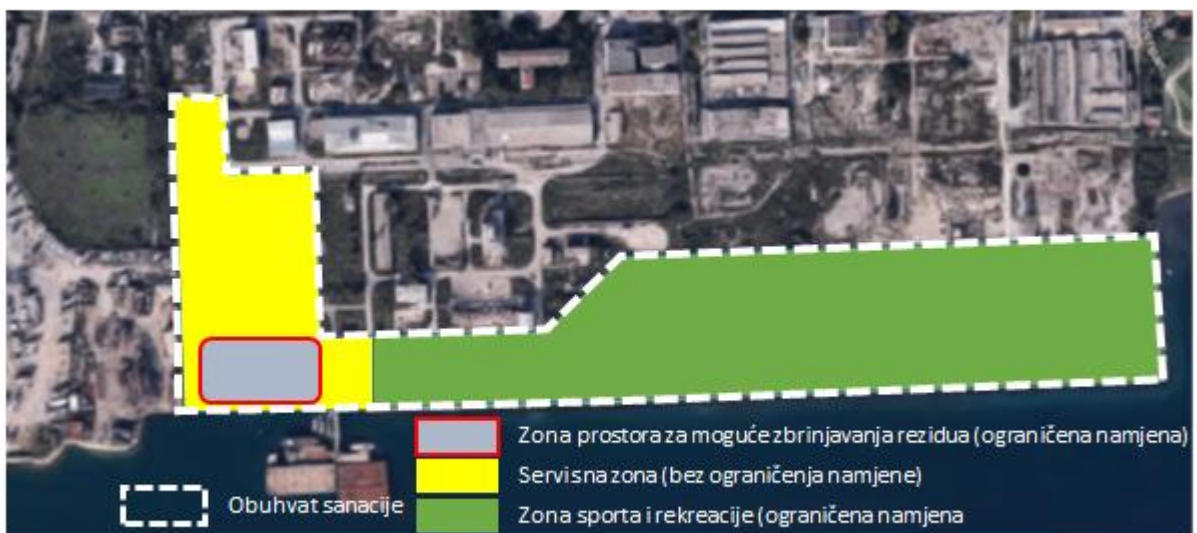 Zona prostora za moguće zbrinjavanja rezidua (ograničena namjena)
Servisna zona (bez ograničenja namjene)
Obuhvat sanacije
Zona sporta i rekreacije (ograničena namjena